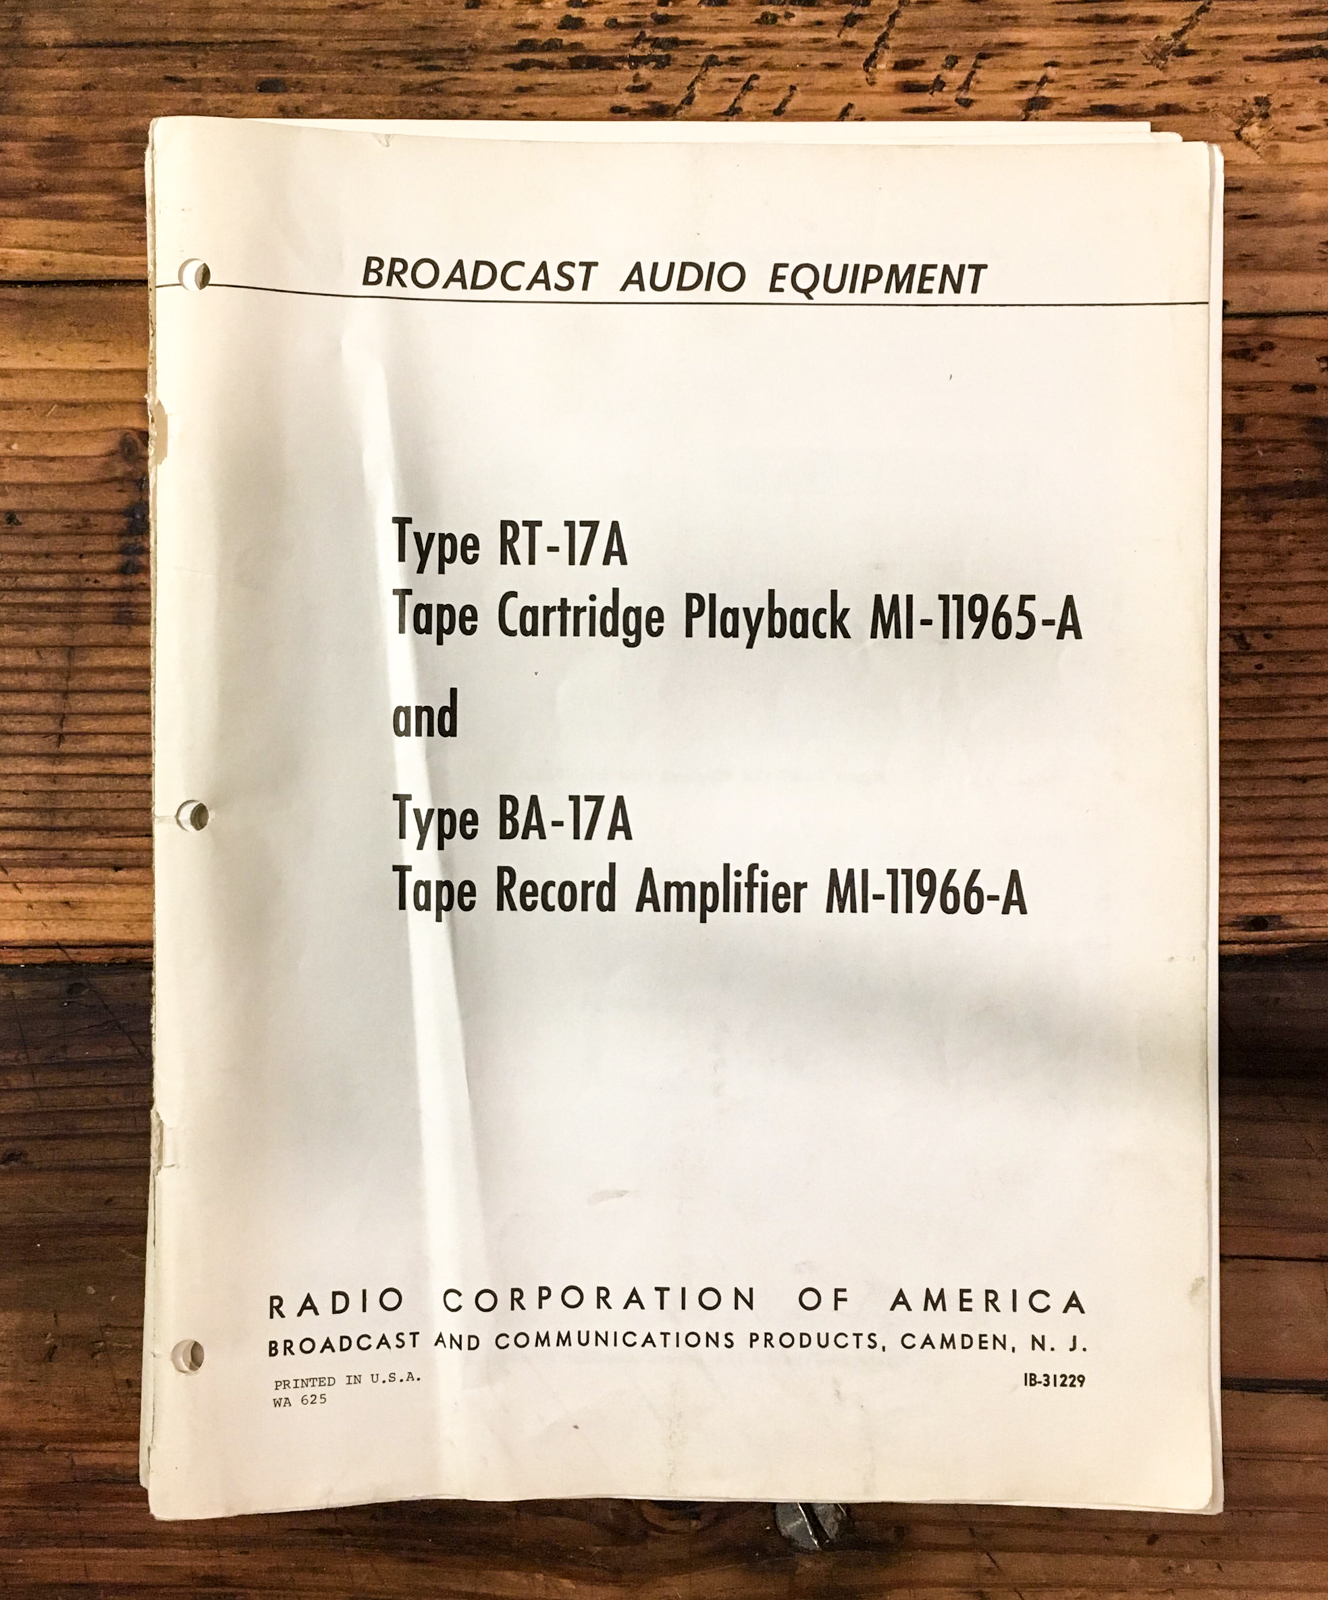 BROADCAST AUDIO EQUIPMENT
Type RT-17A
Tape Cartridge Playback MI-11965-A
and
Type BA-17A
Tape Record Amplifier MI-11966-A
RADIO CORPORATION OF AMERICA
BROADCAST AND COMMUNICATIONS PRODUCTS, CAMDEN, N. J.
PRINTED IN U.S.A.
WA 625
IB-31229